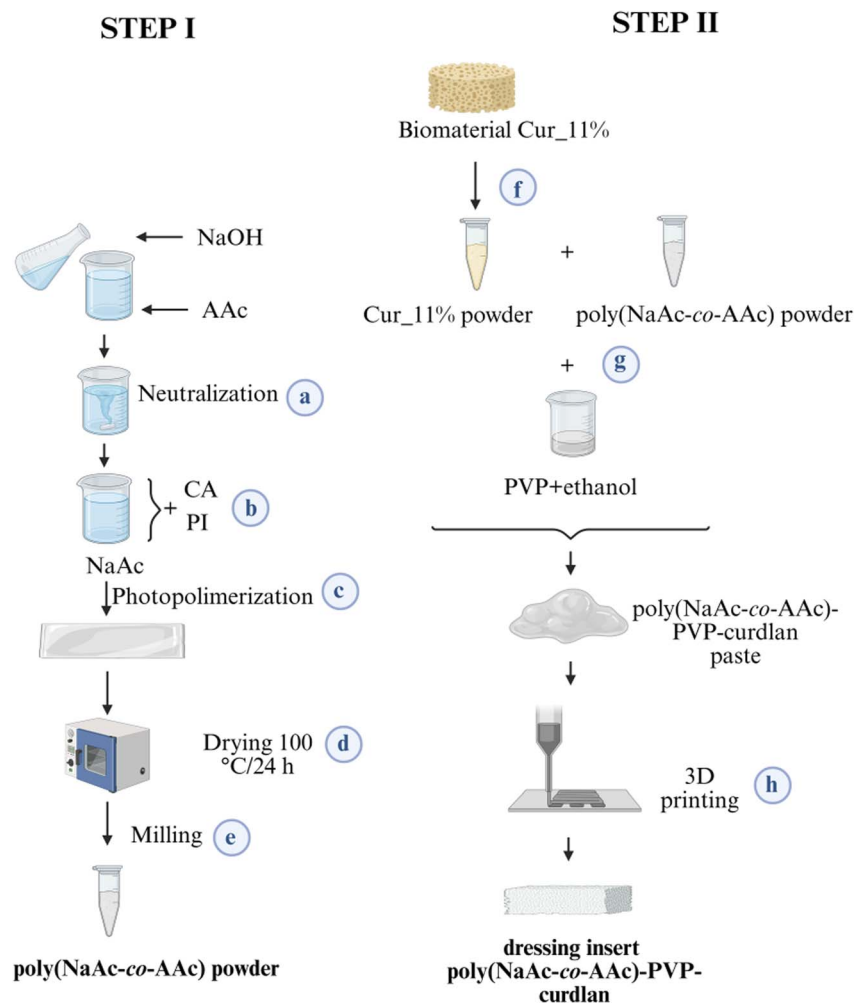 STEP I
NaOH
AAc
Neutralization a
+ CA
PI b
NaAc
Photopolimerization c
Drying 100
°C/24 h d
Milling e
poly(NaAc-co-AAc) powder
STEP II
Biomaterial Cur_11%
f
+
Cur_11% powder
poly(NaAc-co-AAc) powder
+ g
PVP+ethanol
poly(NaAc-co-AAc)-
PVP-curdlan
paste
3D
printing h
dressing insert
poly(NaAc-co-AAc)-PVP-
curdlan